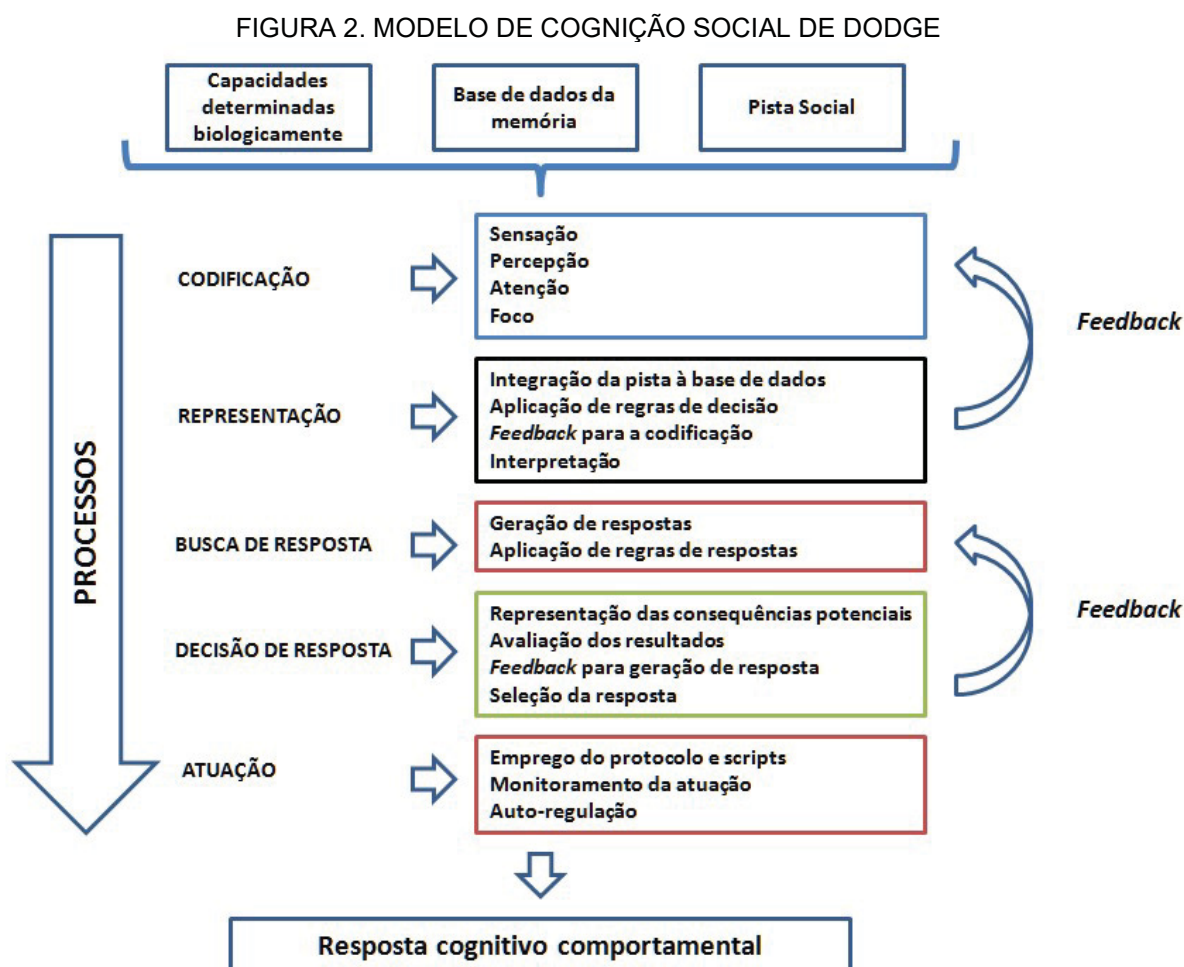 FIGURA 2. MODELO DE COGNIÇÃO SOCIAL DE DODGE
Capacidades
determinadas
biologicamente
Base de dados da
memória
Pista Social
PROCESSOS
CODIFICAÇÃO
Sensação
Percepção
Atenção
Foco
Feedback
REPRESENTAÇÃO
Integração da pista à base de dados
Aplicação de regras de decisão
Feedback para a codificação
Interpretação
BUSCA DE RESPOSTA
Geração de respostas
Aplicação de regras de respostas
Feedback
DECISÃO DE RESPOSTA
Representação das consequências potenciais
Avaliação dos resultados
Feedback para geração de resposta
Seleção da resposta
ATUAÇÃO
Emprego do protocolo e scripts
Monitoramento da atuação
Auto-regulação
Resposta cognitivo comportamental